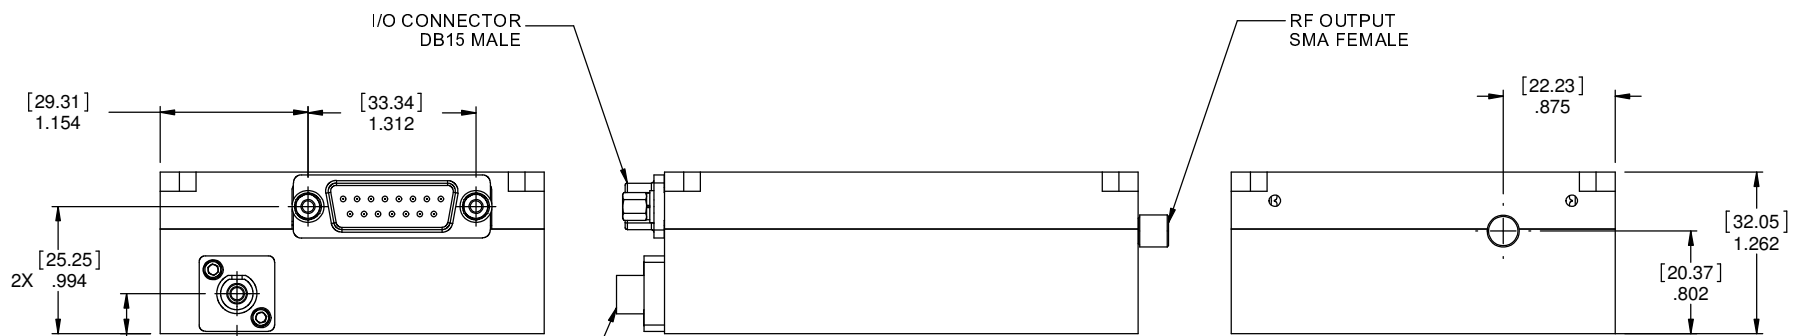 I/O CONNECTOR
DB15 MALE
RF OUTPUT
SMA FEMALE
[29.31]
1.154
[33.34]
1.312
[22.23]
.875
2X [25.25]
.994
[32.05]
1.262
[20.37]
.802